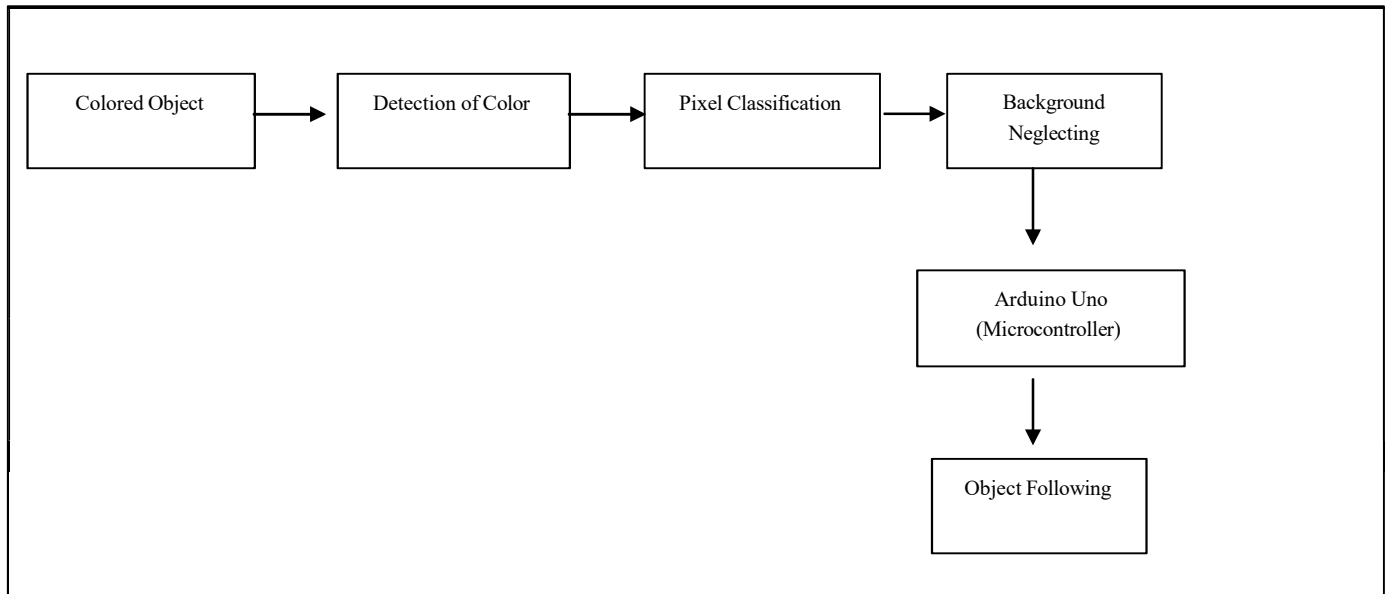 Colored Object
Detection of Color
Pixel Classification
Background
Neglecting
Arduino Uno
(Microcontroller)
Object Following